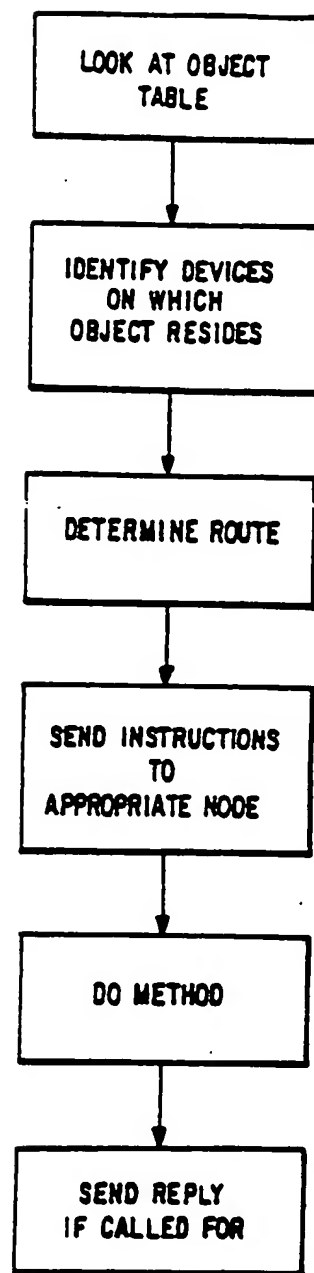 LOOK AT OBJECT
TABLE
IDENTIFY DEVICES
ON WHICH
OBJECT RESIDES
DETERMINE ROUTE
SEND INSTRUCTIONS
TO
APPROPRIATE NODE
DO METHOD
SEND REPLY
IF CALLED FOR